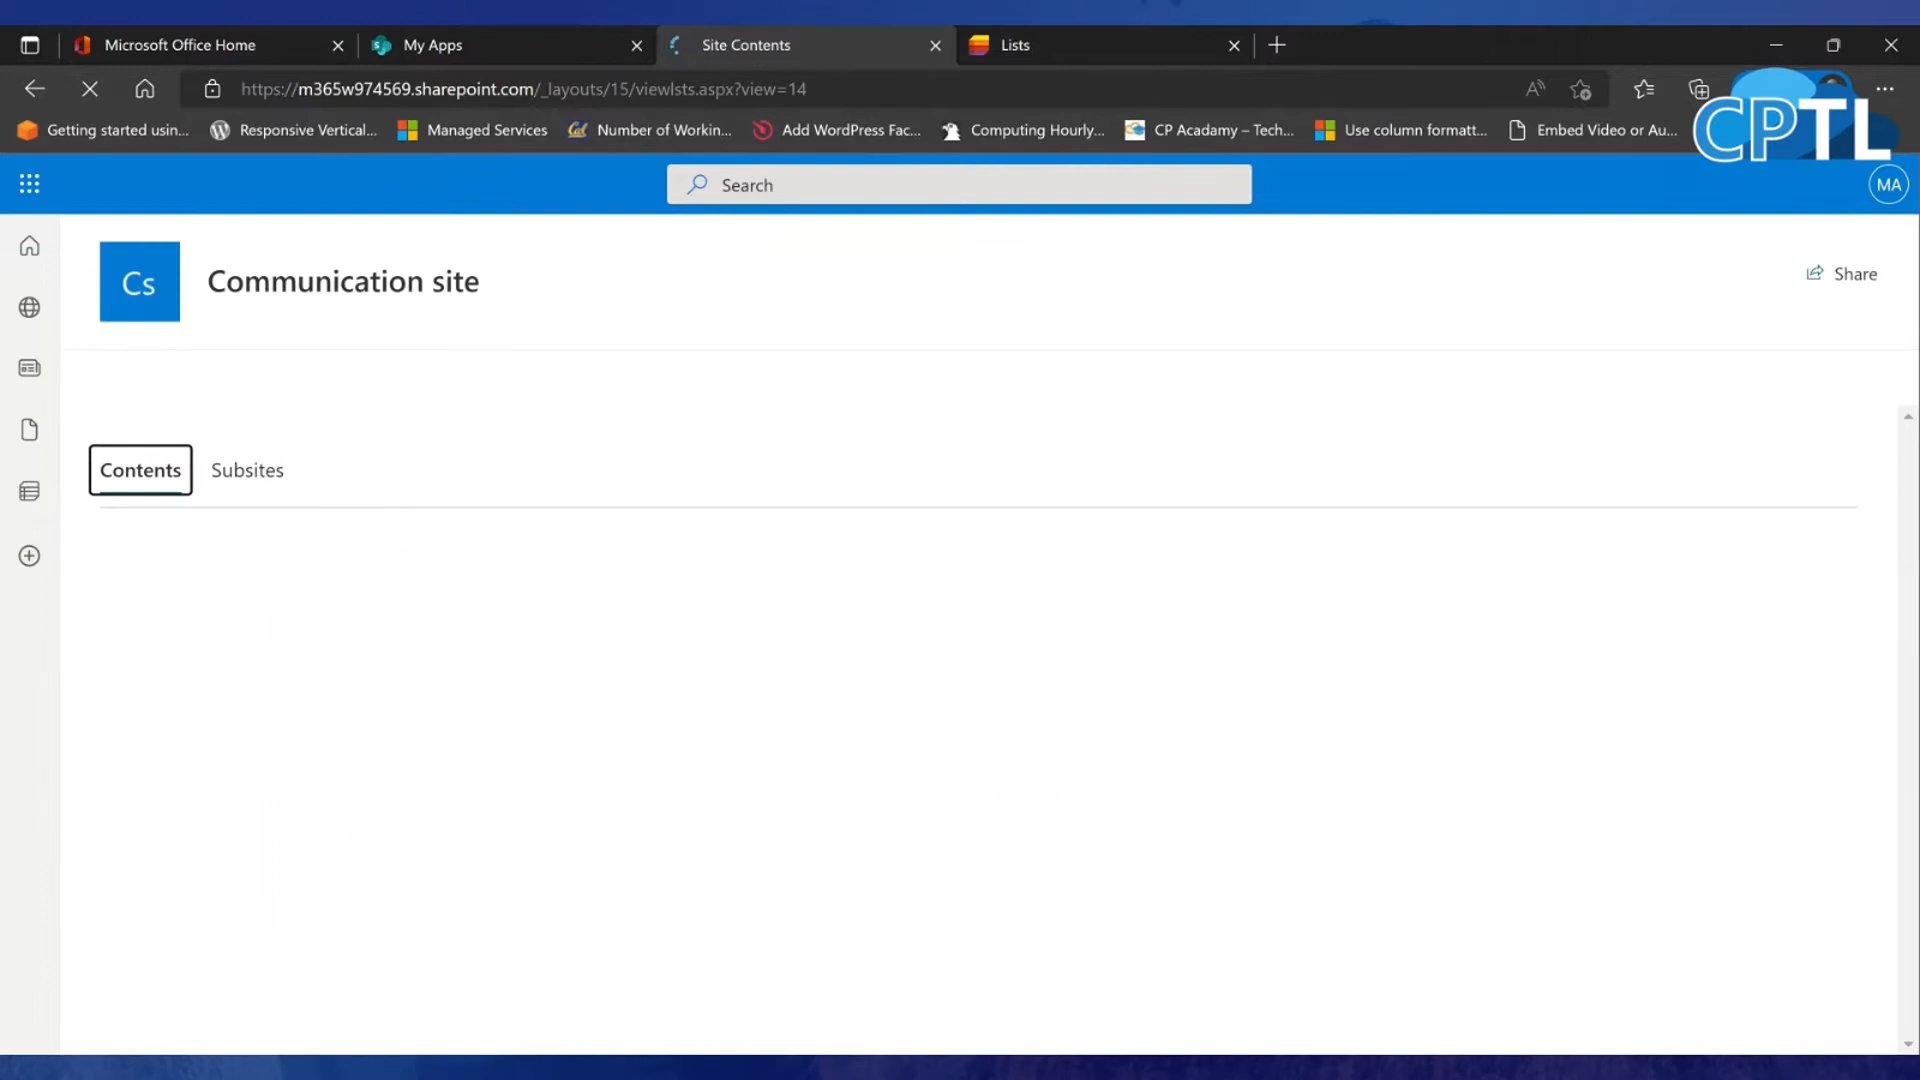 Microsoft Office Home
My Apps
Site Contents
Lists
https://m365w974569.sharepoint.com/_layouts/15/viewlsts.aspx?view=14
Getting started usin...
Responsive Vertical...
Managed Services
Number of Workin...
Add WordPress Fac...
Computing Hourly...
CP Acadamy – Tech...
Use column formatt...
Embed Video or Au...
CPTL
Search
MA
Cs
Communication site
Share
Contents
Subsites